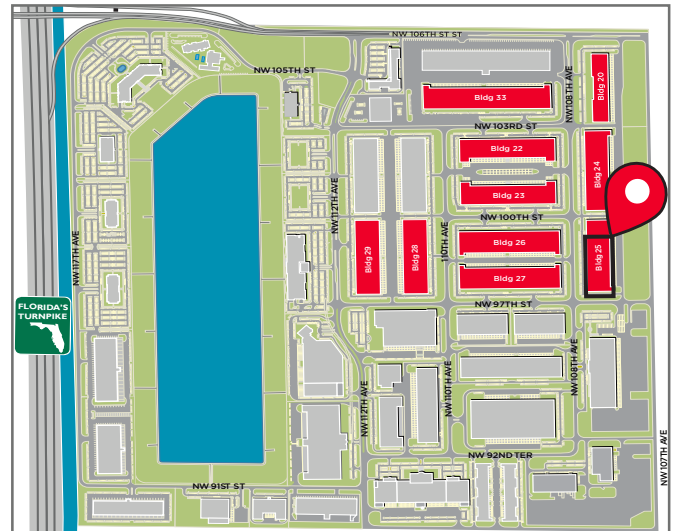 NW 106TH ST ST
NW 105TH ST
NW 108TH AVE
Bldg 20
Bldg 33
NW 103RD ST
Bldg 22
Bldg 24
Bldg 23
NW 112TH AVE
NW 100TH ST
110TH AVE
NW 117TH AVE
Bldg 29
Bldg 28
Bldg 26
Bldg 25
Bldg 27
FLORIDA'S
TURNPIKE
NW 97TH ST
NW 112TH AVE
NW 110TH AVE
NW 108TH AVE
NW 107TH AVE
NW 92ND TER
NW 91ST ST